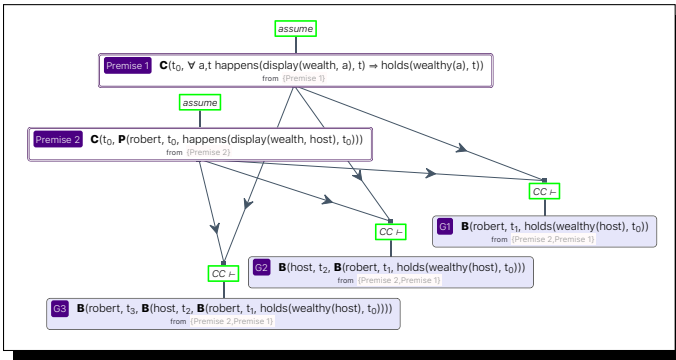 assume
Premise 1 C(t₀, ∀ a,t happens(display(wealth, a), t) ⇒ holds(wealthy(a), t))
from {Premise 1}
assume
Premise 2 C(t₀, P(robert, t₀, happens(display(wealth, host), t₀)))
from {Premise 2}
CC ⊢
G1 B(robert, t₁, holds(wealthy(host), t₀))
from {Premise 2,Premise 1}
CC ⊢
G2 B(host, t₂, B(robert, t₁, holds(wealthy(host), t₀)))
from {Premise 2,Premise 1}
CC ⊢
G3 B(robert, t₃, B(host, t₂, B(robert, t₁, holds(wealthy(host), t₀))))
from {Premise 2,Premise 1}